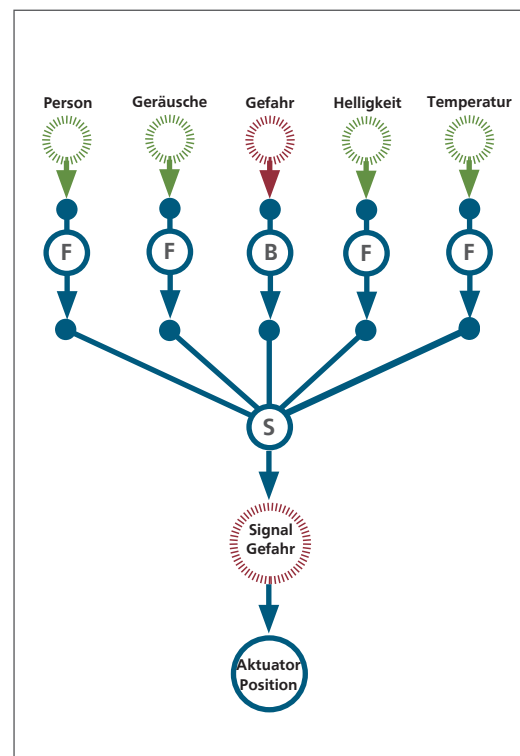 Person Geräusche Gefahr Helligkeit Temperatur
F F B F F
S
Signal
Gefahr
Aktuator
Position